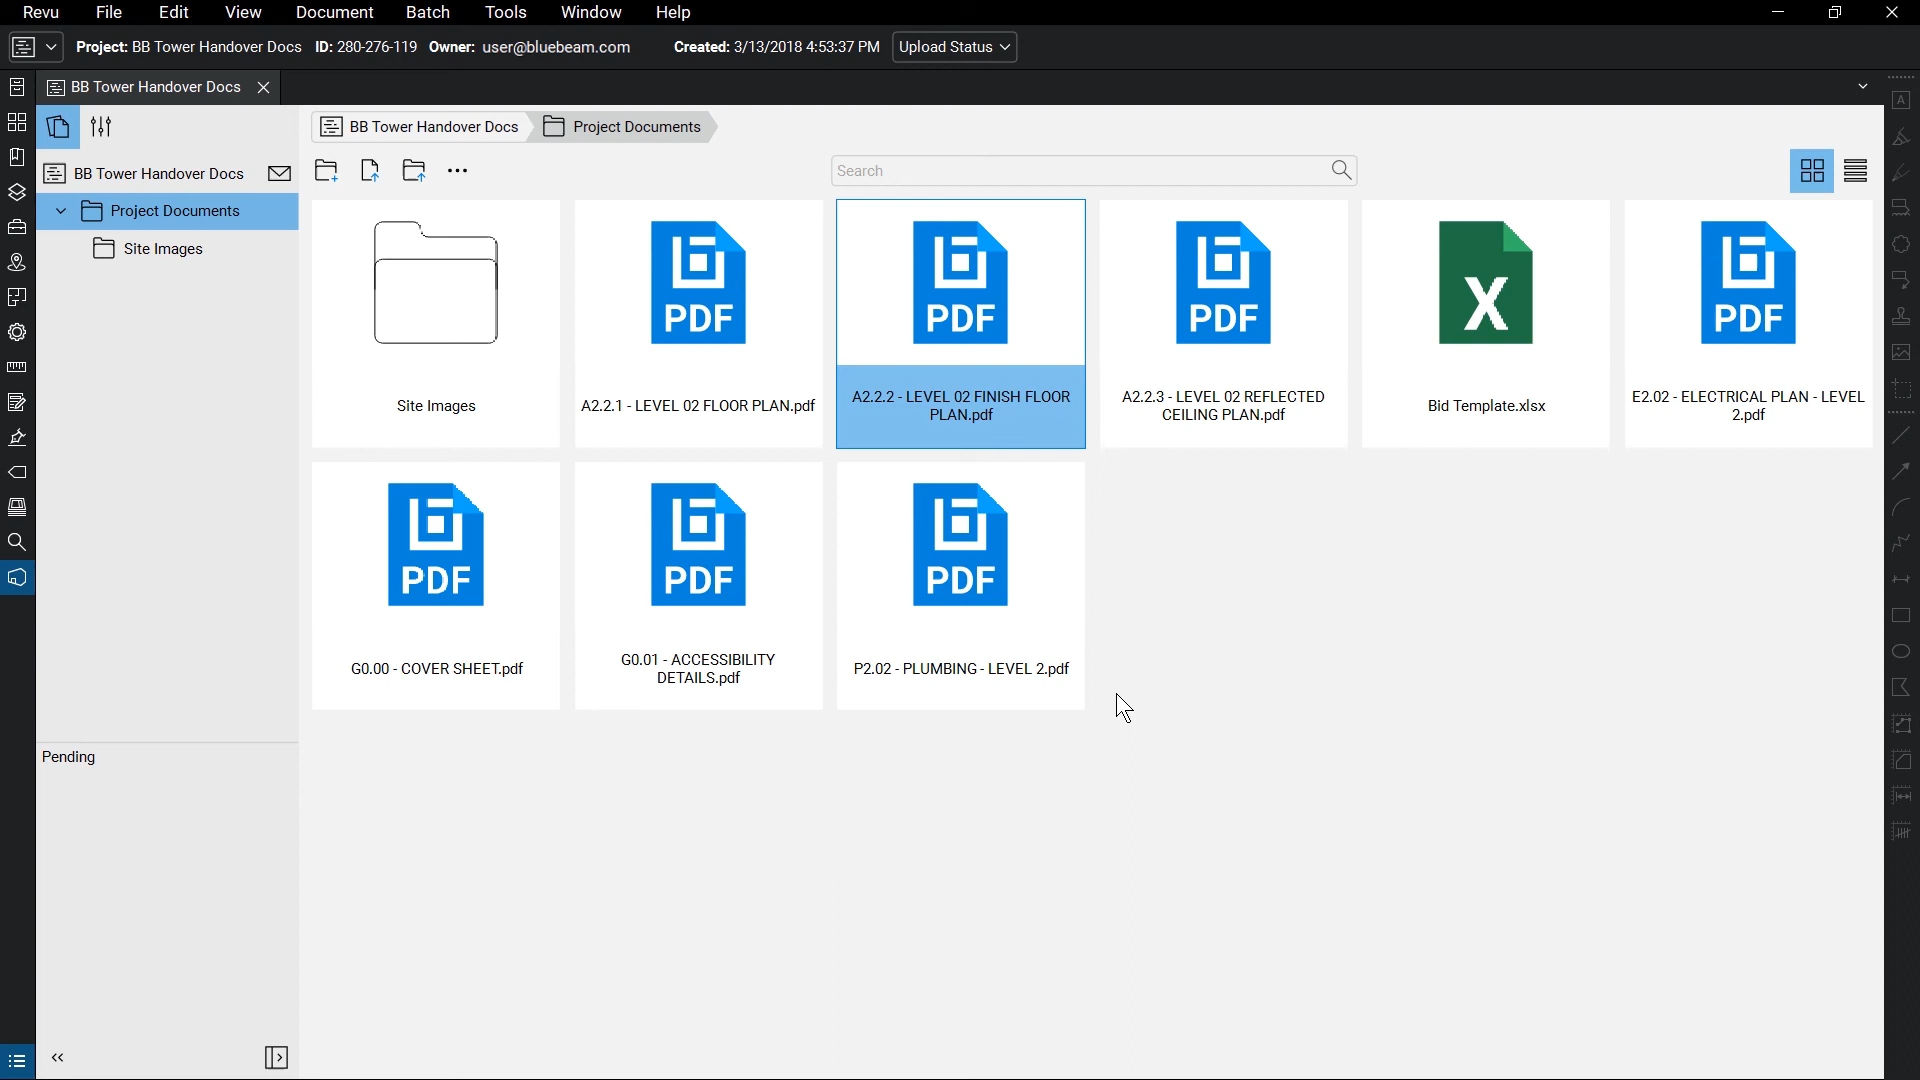 Revu File Edit View Document Batch Tools Window Help
Project: BB Tower Handover Docs ID: 280-276-119 Owner: user@bluebeam.com Created: 3/13/2018 4:53:37 PM Upload Status
BB Tower Handover Docs
BB Tower Handover Docs Project Documents
BB Tower Handover Docs
Search
Project Documents
Site Images
Site Images
PDF
A2.2.1 - LEVEL 02 FLOOR PLAN.pdf
PDF
A2.2.2 - LEVEL 02 FINISH FLOOR
PLAN.pdf
PDF
A2.2.3 - LEVEL 02 REFLECTED
CEILING PLAN.pdf
X
Bid Template.xlsx
PDF
E2.02 - ELECTRICAL PLAN - LEVEL
2.pdf
PDF
G0.00 - COVER SHEET.pdf
PDF
G0.01 - ACCESSIBILITY
DETAILS.pdf
PDF
P2.02 - PLUMBING - LEVEL 2.pdf
Pending